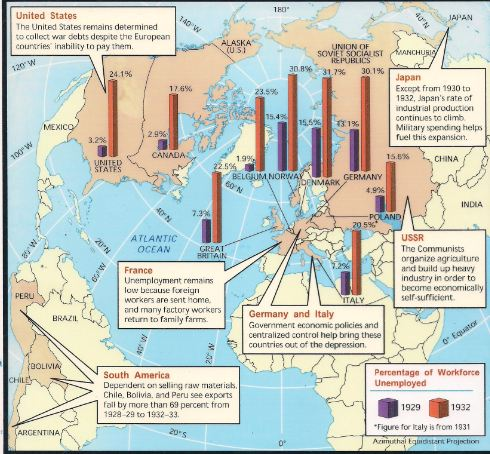 United States
The United States remains determined
to collect war debts despite the European
countries' inability to pay them.
180°
140°W
40°N
JAPAN
ALASKA
(U.S.)
UNION OF
SOVIET SOCIALIST
REPUBLICS
MANCHURIA
120°W
24.1%
17.6%
23.5%
30.8%
31.7%
30.1%
Japan
Except from 1930 to
1932, Japan's rate of
industrial production
continues to climb.
Military spending helps
fuel this expansion.
MEXICO
3.2%
UNITED
STATES
2.9%
CANADA
15.4%
15.5%
13.1%
100°W
22.5%
1.9%
BELGIUM
NORWAY
DENMARK
GERMANY
15.6%
CHINA
60°N
4.9%
POLAND
INDIA
40°N
7.3%
GREAT
BRITAIN
20.5%*
80°W
20°N
60°W
ATLANTIC
OCEAN
7.2%
ITALY
USSR
The Communists
organize agriculture
and build up heavy
industry in order to
become economically
self-sufficient.
France
Unemployment remains
low because foreign
workers are sent home,
and many factory workers
return to family farms.
PERU
BRAZIL
Germany and Italy
Government economic policies and
centralized control help bring these
countries out of the depression.
0° Equator
40°W
20°W
BOLIVIA
CHILE
South America
Dependent on selling raw materials,
Chile, Bolivia, and Peru see exports
fall by more than 69 percent from
1928-29 to 1932-33.
Percentage of Workforce
Unemployed
1929
1932
*Figure for Italy is from 1931
ARGENTINA
20°S
0°
Azimuthal Equidistant Projection